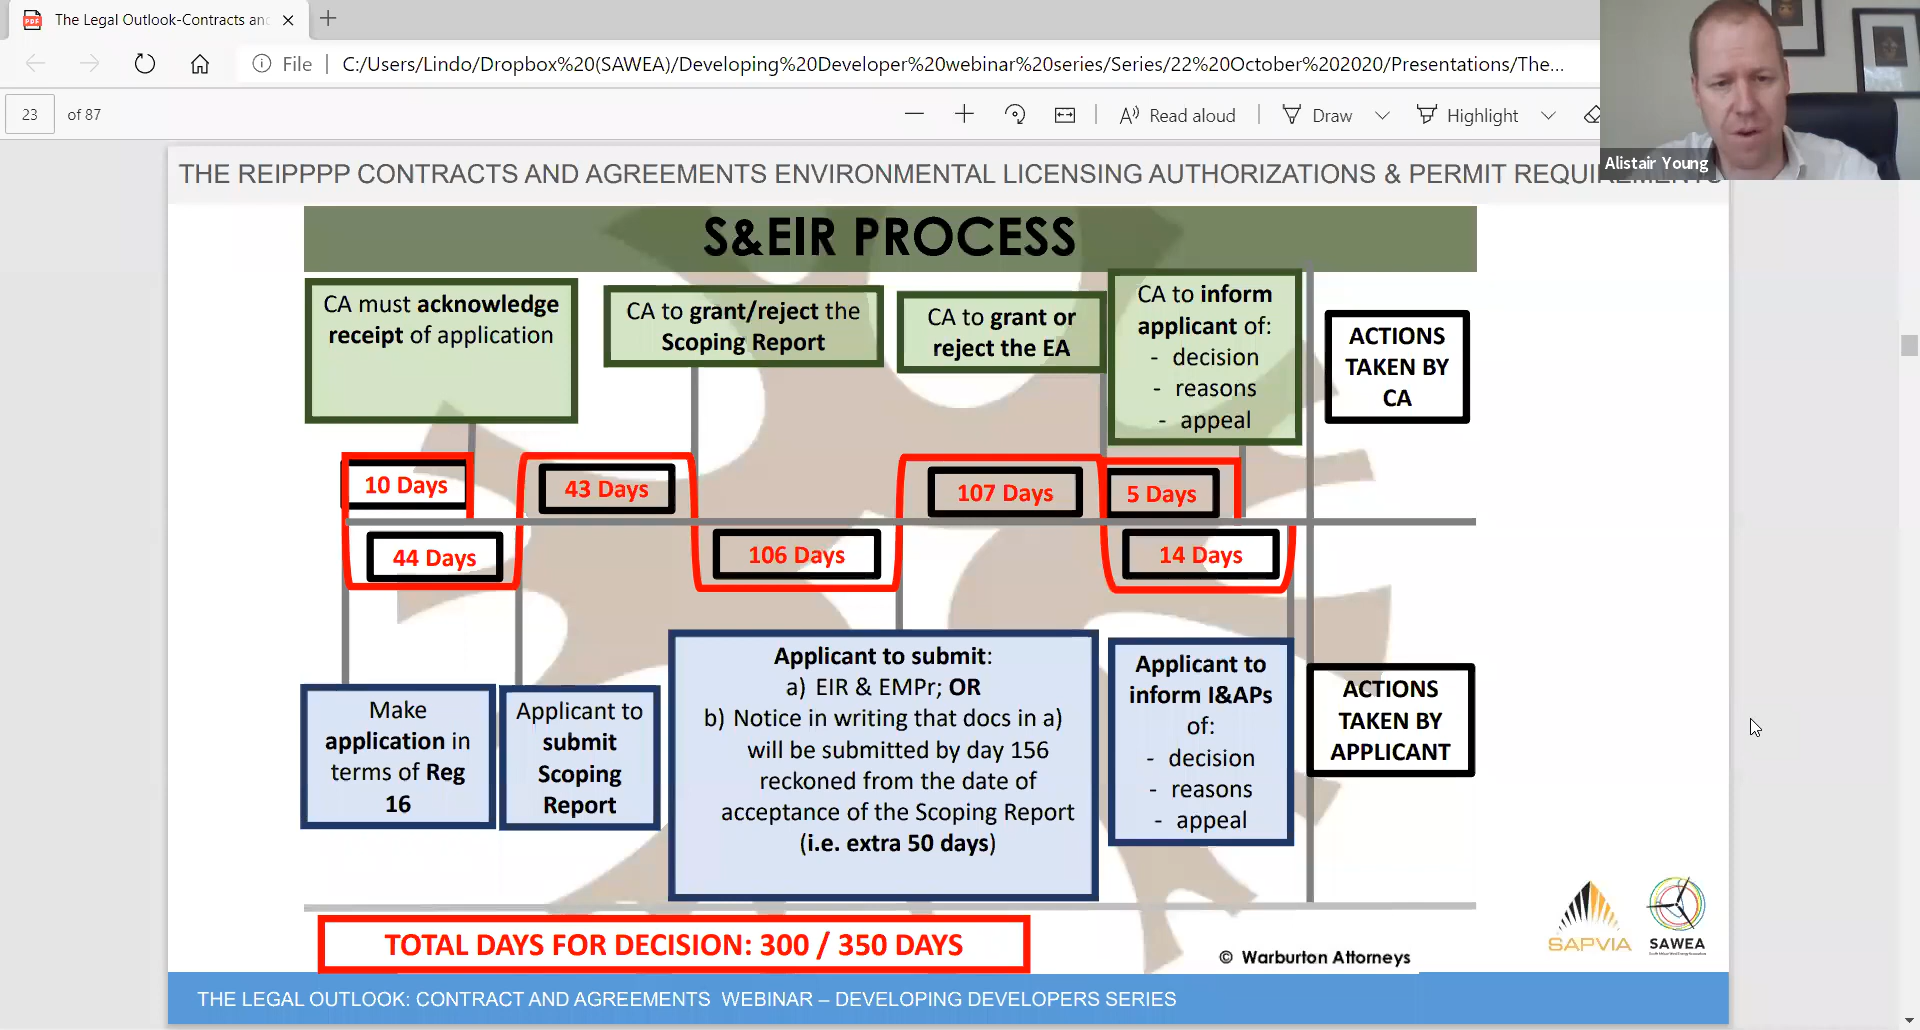 The Legal Outlook-Contracts and
File
C:/Users/Lindo/Dropbox%20(SAWEA)/Developing%20Developer%20webinar%20series/Series/22%20October%202020/Presentations/The...
23
of 87
Read aloud
Draw
Highlight
Alistair Young
THE REIPPPP CONTRACTS AND AGREEMENTS ENVIRONMENTAL LICENSING AUTHORIZATIONS & PERMIT REQUIREMENTS
S&EIR PROCESS
CA must acknowledge
receipt of application
CA to grant/reject the
Scoping Report
CA to grant or
reject the EA
CA to inform
applicant of:
- decision
- reasons
- appeal
ACTIONS
TAKEN BY
CA
10 Days
43 Days
107 Days
5 Days
44 Days
106 Days
14 Days
Make
application in
terms of Reg
16
Applicant to
submit
Scoping
Report
Applicant to submit:
a) EIR & EMPr; OR
b) Notice in writing that docs in a)
will be submitted by day 156
reckoned from the date of
acceptance of the Scoping Report
(i.e. extra 50 days)
Applicant to
inform I&APs
of:
- decision
- reasons
- appeal
ACTIONS
TAKEN BY
APPLICANT
TOTAL DAYS FOR DECISION: 300 / 350 DAYS
© Warburton Attorneys
SAPVIA
SAWEA
THE LEGAL OUTLOOK: CONTRACT AND AGREEMENTS WEBINAR – DEVELOPING DEVELOPERS SERIES